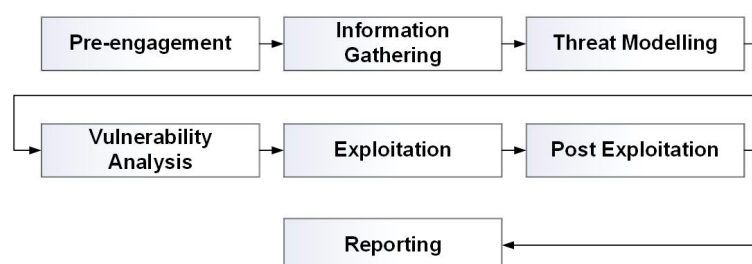 Pre-engagement
Information
Gathering
Threat Modelling
Vulnerability
Analysis
Exploitation
Post Exploitation
Reporting